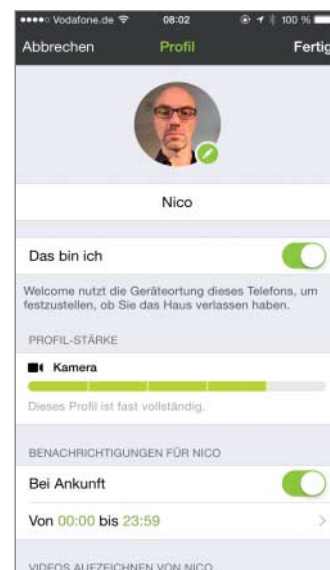 Vodafone.de 08:02 100 %
Abbrechen Profil Fertig
Nico
Das bin ich
Welcome nutzt die Geräteortung dieses Telefons, um
festzustellen, ob Sie das Haus verlassen haben.
PROFIL-STÄRKE
Kamera
Dieses Profil ist fast vollständig.
BENACHRICHTIGUNGEN FÜR NICO
Bei Ankunft
Von 00:00 bis 23:59
VIDEOS AUFZEICHNEN VON NICO